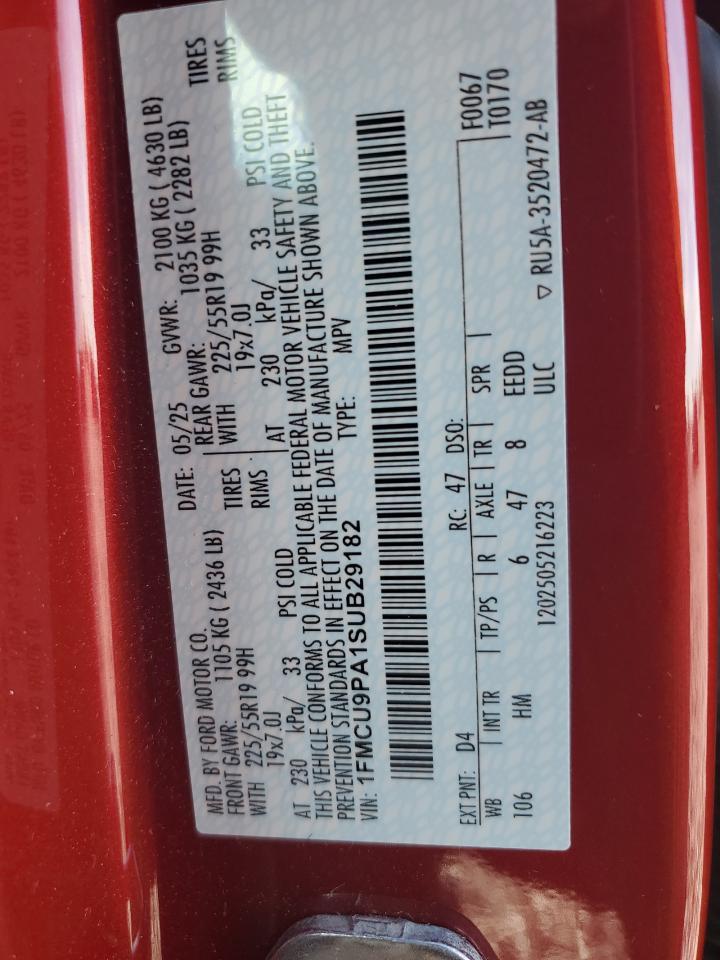 MFD. BY FORD MOTOR CO.
DATE: 05/25 GVWR: 2100 KG ( 4630 LB)
FRONT GAWR: 1105 KG ( 2436 LB) REAR GAWR: 1035 KG ( 2282 LB)
WITH 225/55R19 99H TIRES WITH 225/55R19 99H TIRES
19x7.0J RIMS 19x7.0J RIMS
AT 230 kPa/ 33 PSI COLD AT 230 kPa/ 33 PSI COLD
THIS VEHICLE CONFORMS TO ALL APPLICABLE FEDERAL MOTOR VEHICLE SAFETY AND THEFT
PREVENTION STANDARDS IN EFFECT ON THE DATE OF MANUFACTURE SHOWN ABOVE.
VIN: 1FMCU9PA1SUB29182 TYPE: MPV
F0067
EXT PNT: D4 RC: 47 DSO: T0170
WB INT TR TP/PS R AXLE TR SPR
106 HM 6 47 8 EEDD
1202505216223 ULC ▽ RU5A-3520472-AB